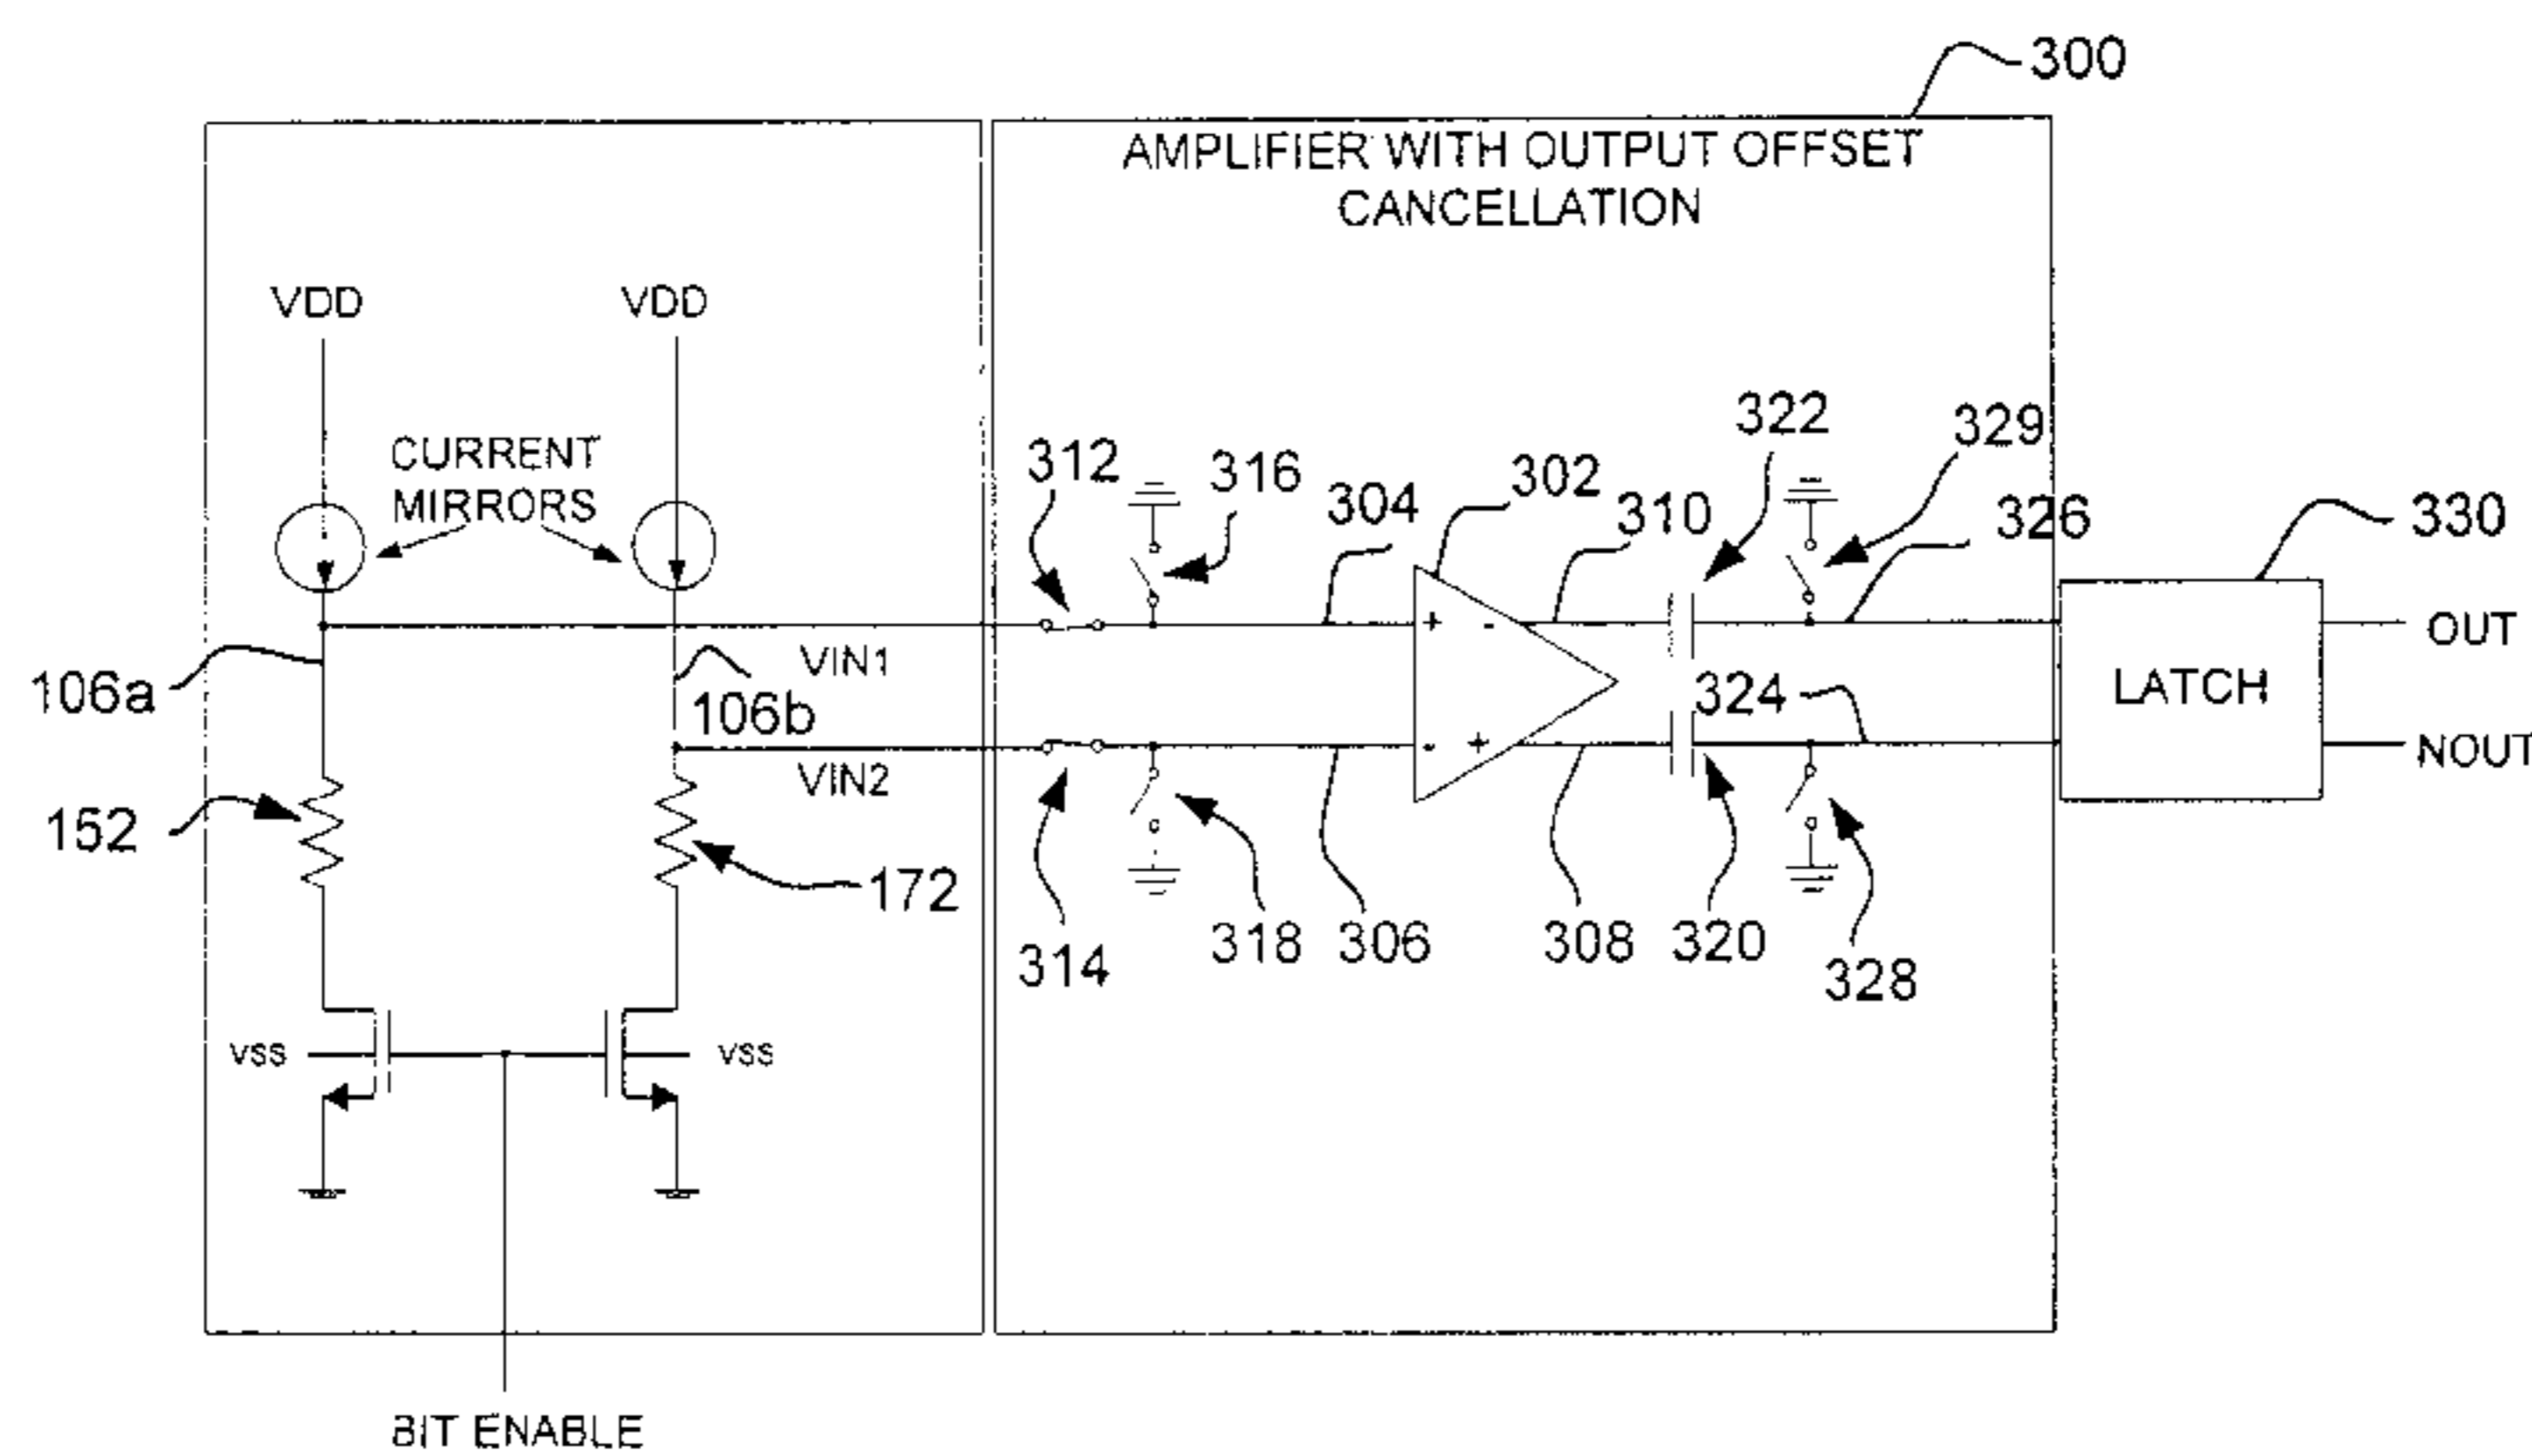 300
AMPLIFIER WITH OUTPUT OFFSET
CANCELLATION
VDD
VDD
CURRENT
MIRRORS
312
316
304
302
310
322
329
326
330
106a
VIN1
106b
+
-
324
LATCH
OUT
VIN2
-
+
NOUT
152
172
314
318
306
308
320
328
VSS
VSS
BIT ENABLE